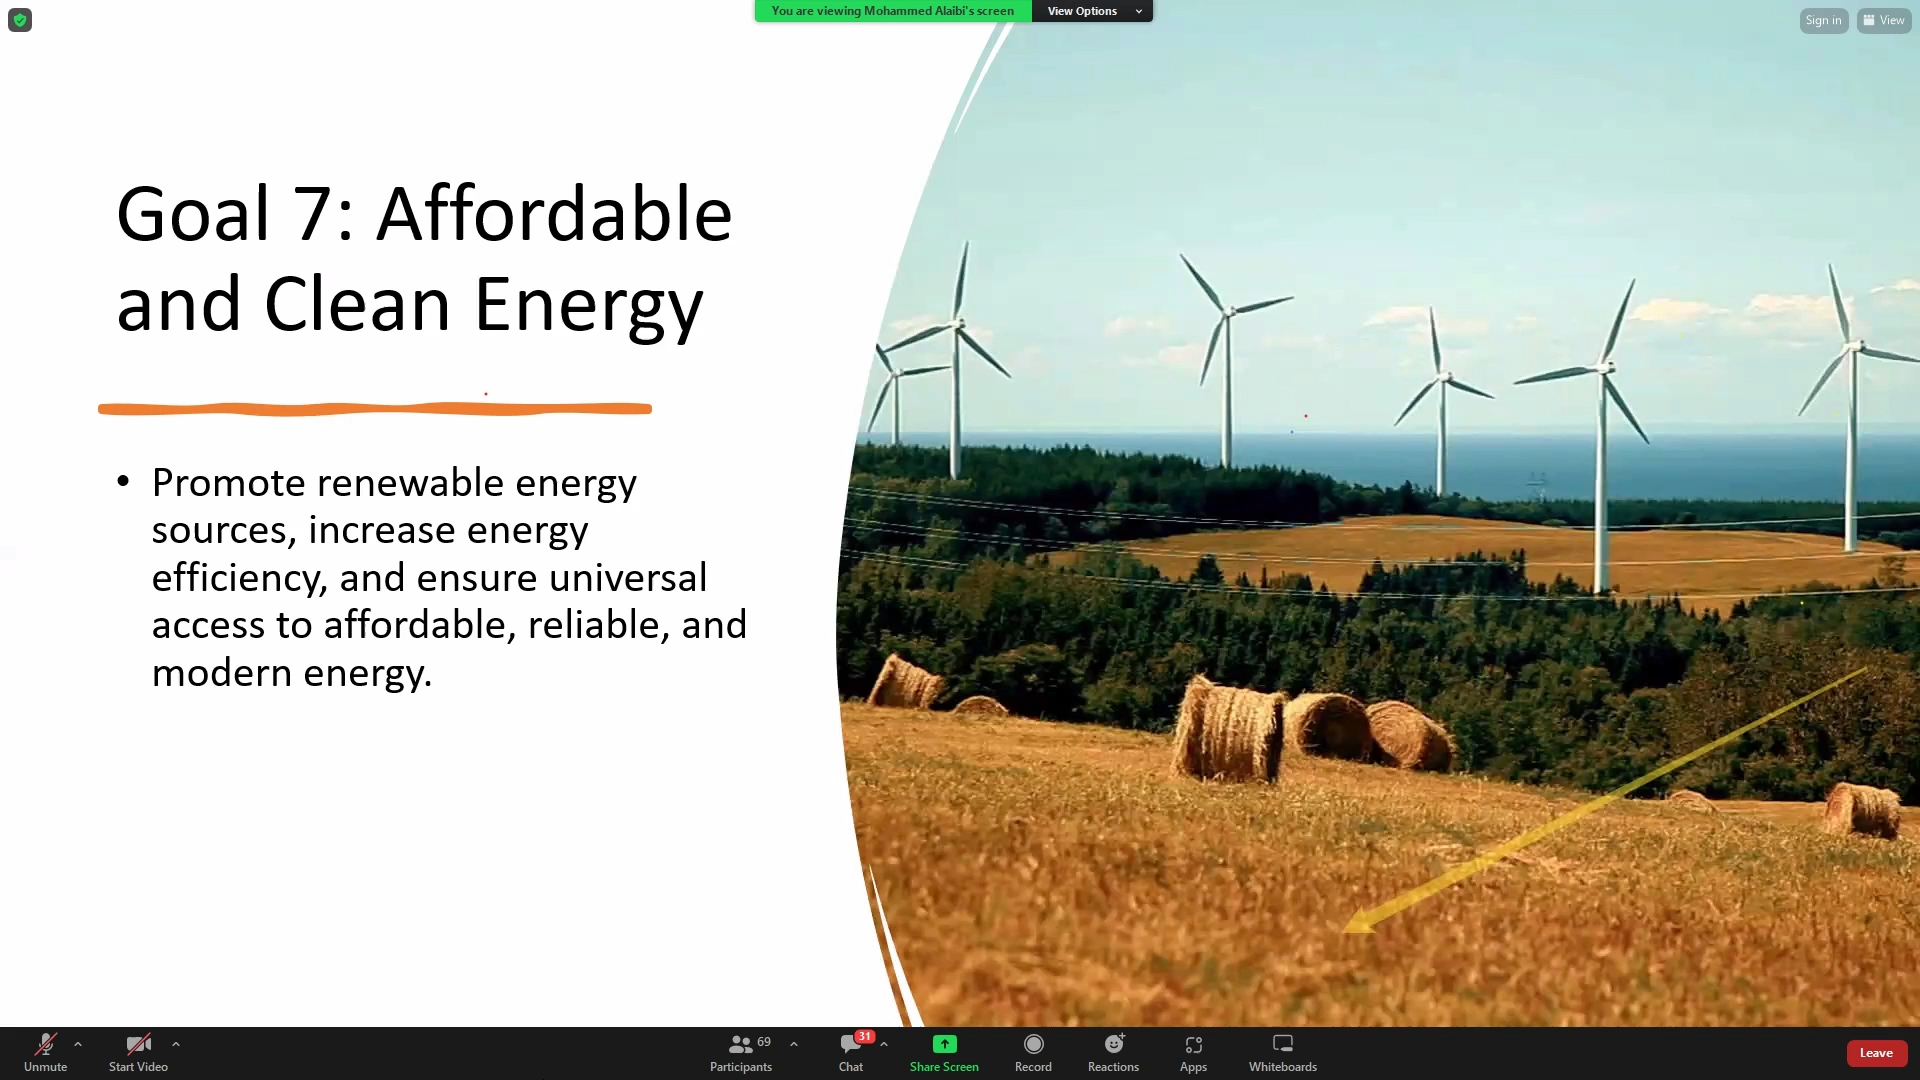 You are viewing Mohammed Alaibi's screen View Options
Sign in View
Goal 7: Affordable
and Clean Energy
• Promote renewable energy
sources, increase energy
efficiency, and ensure universal
access to affordable, reliable, and
modern energy.
Unmute Start Video 69 Participants 31 Chat Share Screen Record Reactions Apps Whiteboards Leave